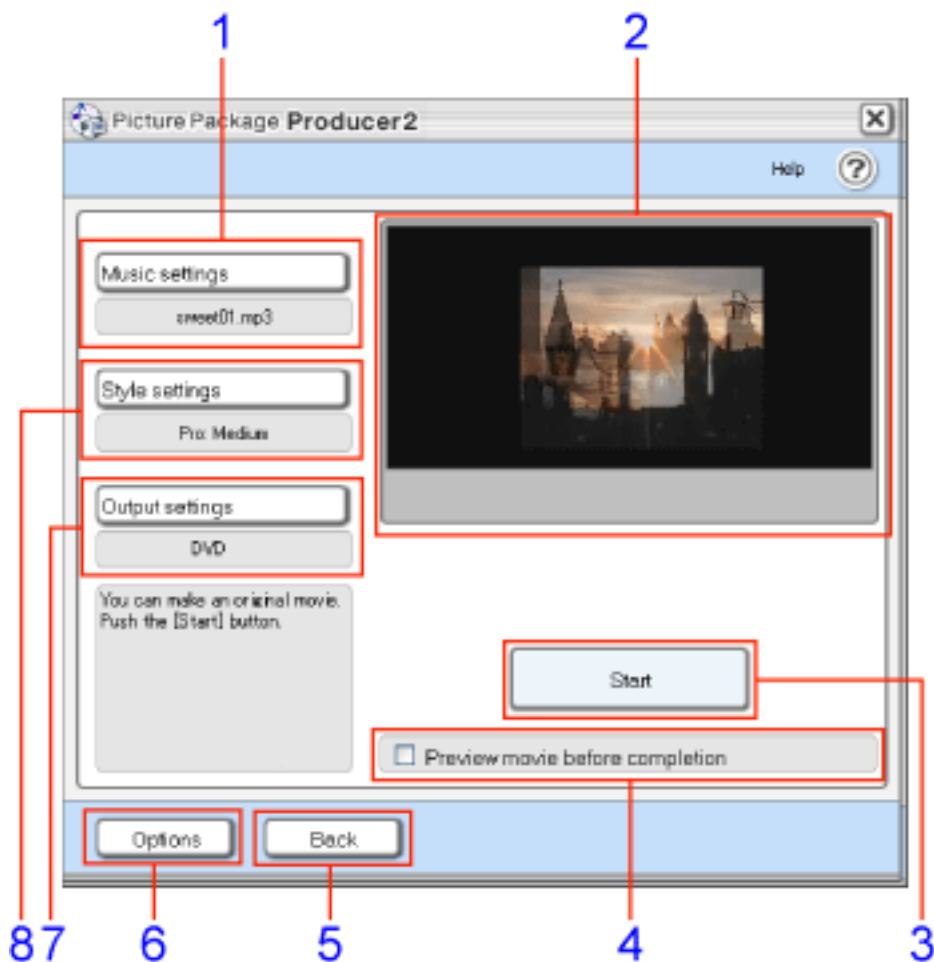 1 2
Picture Package Producer2
Help ?
Music settings
sweet01.mp3
Style settings
Pro: Medium
Output settings
DVD
You can make an original movie.
Push the [Start] button.
Start
Preview movie before completion
Options Back
8 7 6 5 4 3